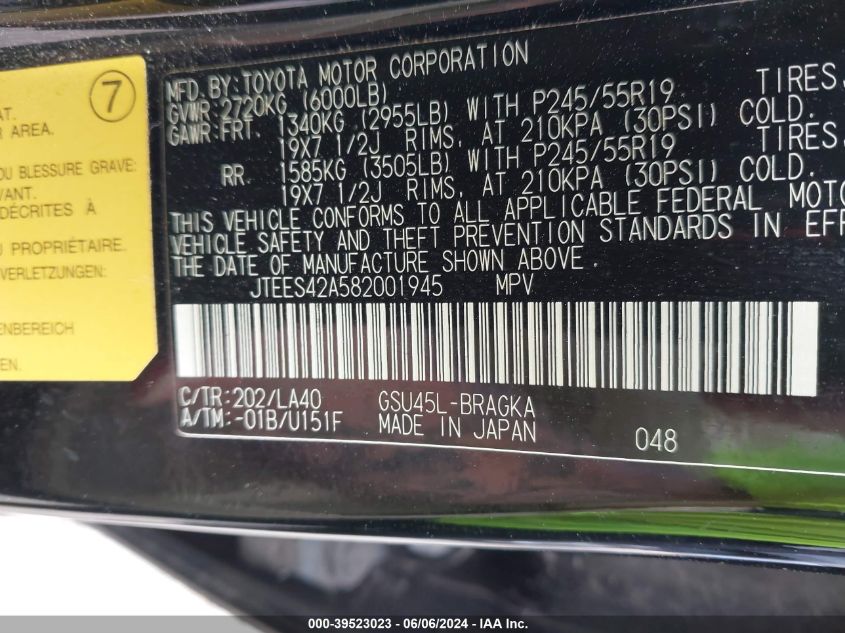 7
AT.
R AREA.
U BLESSURE GRAVE:
VANT.
DÉCRITES À
U PROPRIÉTAIRE.
VERLETZUNGEN:
ENBEREICH
EN.
MFD. BY: TOYOTA MOTOR CORPORATION
GVWR: 2720KG (6000LB)
GAWR: FRT. 1340KG (2955LB) WITH P245/55R19 TIRES,
19X7 1/2J RIMS, AT 210KPA (30PSI) COLD.
RR. 1585KG (3505LB) WITH P245/55R19 TIRES,
19X7 1/2J RIMS, AT 210KPA (30PSI) COLD.
THIS VEHICLE CONFORMS TO ALL APPLICABLE FEDERAL MOTO
VEHICLE SAFETY AND THEFT PREVENTION STANDARDS IN EFF
THE DATE OF MANUFACTURE SHOWN ABOVE.
JTEES42A582001945 MPV
C/TR: 202/LA40 GSU45L-BRAGKA
A/TM: -01B/U151F MADE IN JAPAN
048
000-39523023 - 06/06/2024 - IAA Inc.